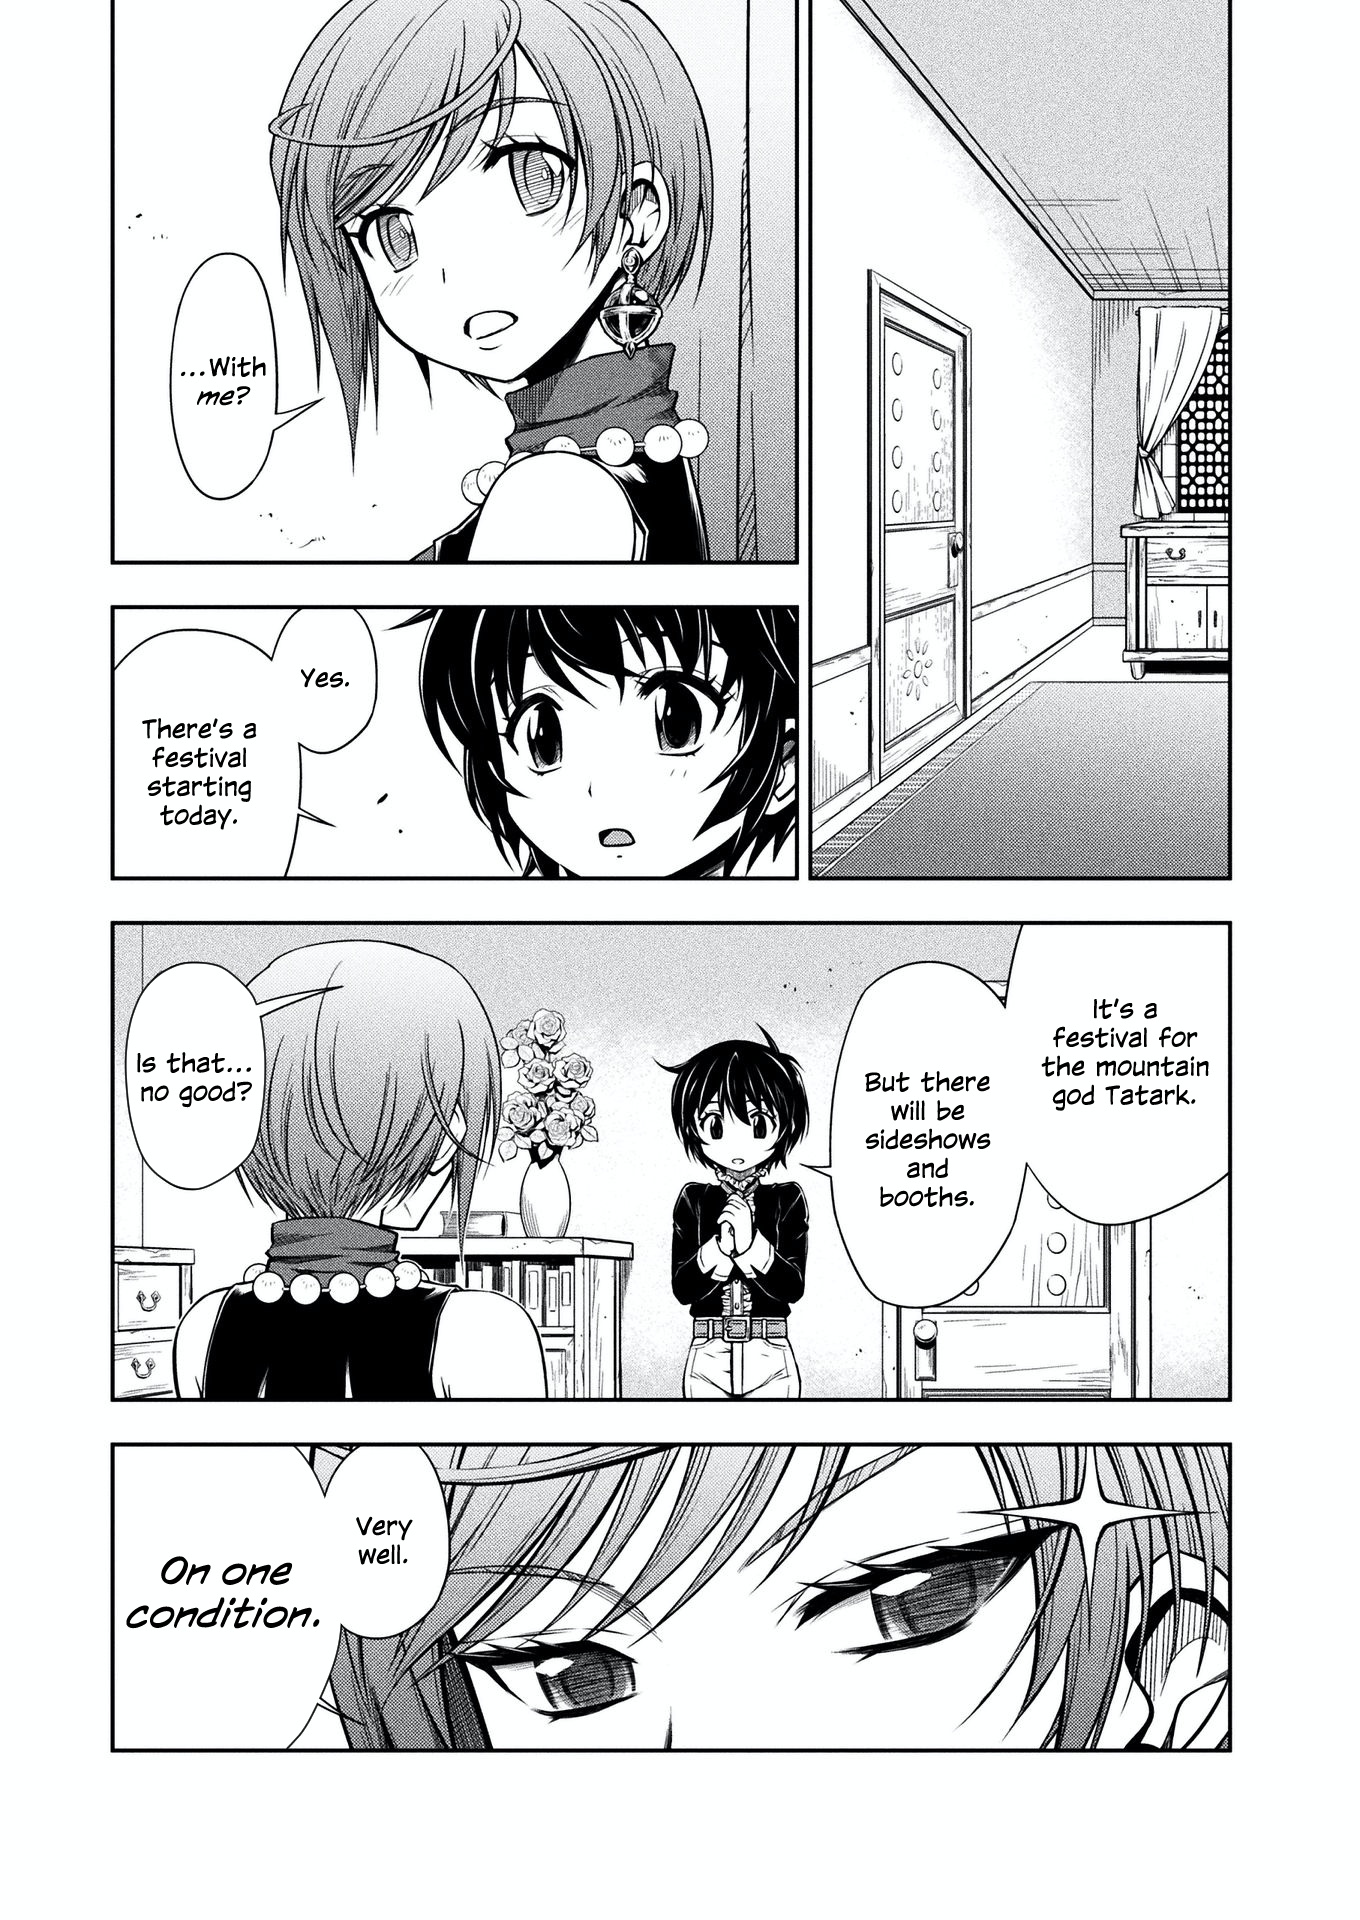 ...With
me?
Yes.
There's a
festival
starting
today.
It's a
festival for
the mountain
god Tatark.
But there
will be
sideshows
and
booths.
Is that...
no good?
Very
well.
On one
condition.